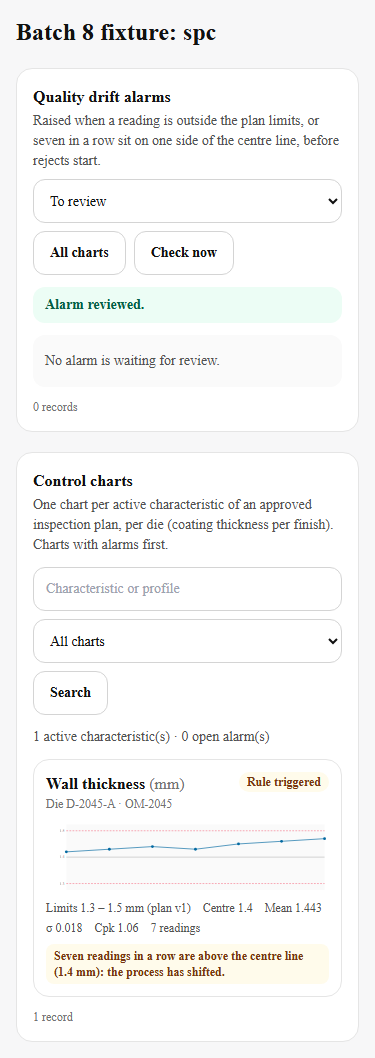 Batch 8 fixture: spc
Quality drift alarms
Raised when a reading is outside the plan limits, or
seven in a row sit on one side of the centre line, before
rejects start.
To review
All charts
Check now
Alarm reviewed.
No alarm is waiting for review.
0 records
Control charts
One chart per active characteristic of an approved
inspection plan, per die (coating thickness per finish).
Charts with alarms first.
Characteristic or profile
All charts
Search
1 active characteristic(s) · 0 open alarm(s)
Wall thickness (mm)
Rule triggered
Die D-2045-A · OM-2045
Limits 1.3 – 1.5 mm (plan v1) Centre 1.4 Mean 1.443
σ 0.018 Cpk 1.06 7 readings
Seven readings in a row are above the centre line
(1.4 mm): the process has shifted.
1 record